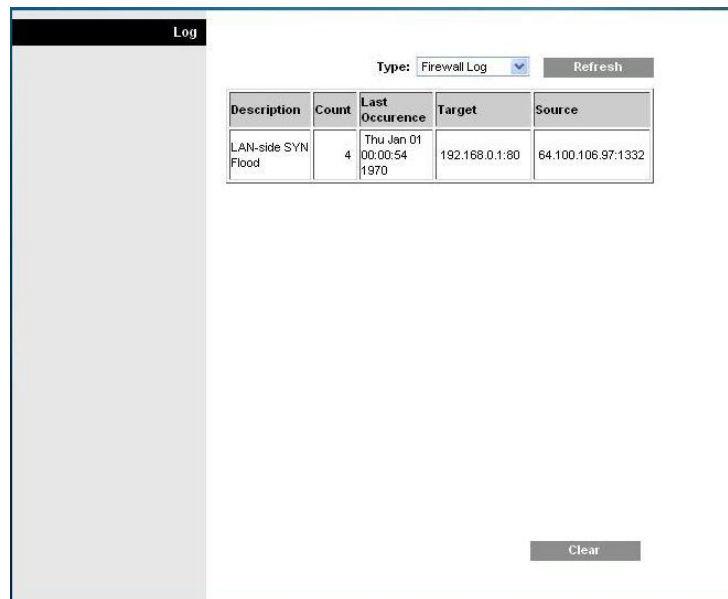 Log
Type: Firewall Log Refresh
Description Count Last Occurence Target Source
LAN-side SYN Flood 4 Thu Jan 01 00:00:54 1970 192.168.0.1:80 64.100.106.97:1332
Clear